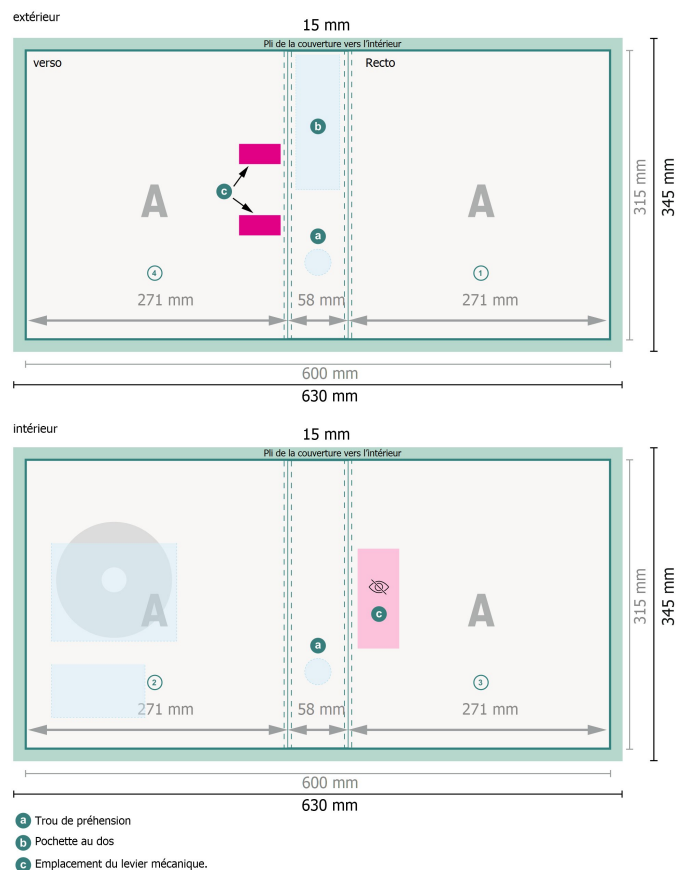 extérieur
15 mm
Pli de la couverture vers l'intérieur
verso
Recto
b
c
a
A
A
4
1
271 mm
58 mm
271 mm
315 mm
345 mm
600 mm
630 mm
intérieur
15 mm
Pli de la couverture vers l'intérieur
c
a
A
A
2
3
271 mm
58 mm
271 mm
315 mm
345 mm
600 mm
630 mm
a Trou de préhension
b Pochette au dos
c Emplacement du levier mécanique.